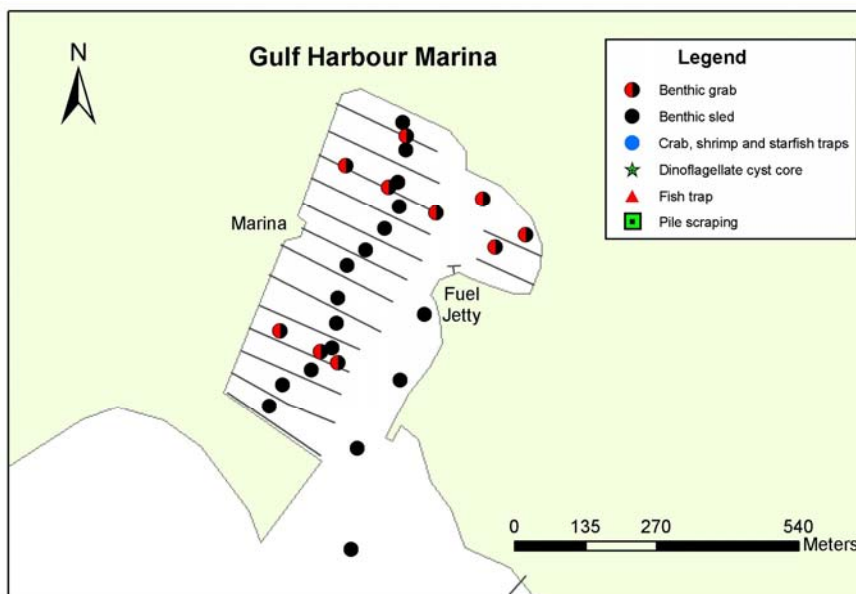 N
Gulf Harbour Marina
Legend
Benthic grab
Benthic sled
Crab, shrimp and starfish traps
Dinoflagellate cyst core
Fish trap
Pile scraping
Marina
Fuel
Jetty
0 135 270 540
Meters